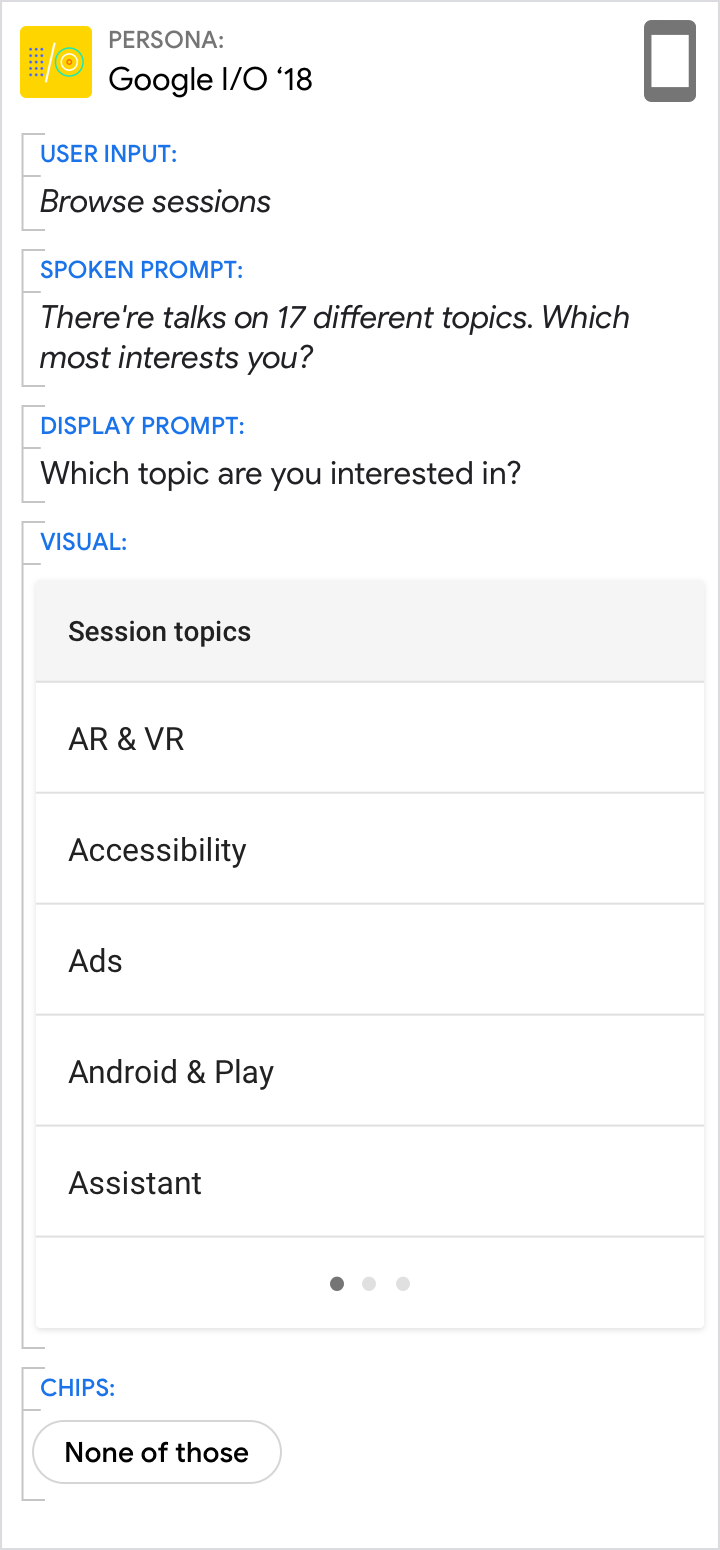 PERSONA:
Google I/O ‘18
USER INPUT:
Browse sessions
SPOKEN PROMPT:
There're talks on 17 different topics. Which
most interests you?
DISPLAY PROMPT:
Which topic are you interested in?
VISUAL:
Session topics
AR & VR
Accessibility
Ads
Android & Play
Assistant
CHIPS:
None of those